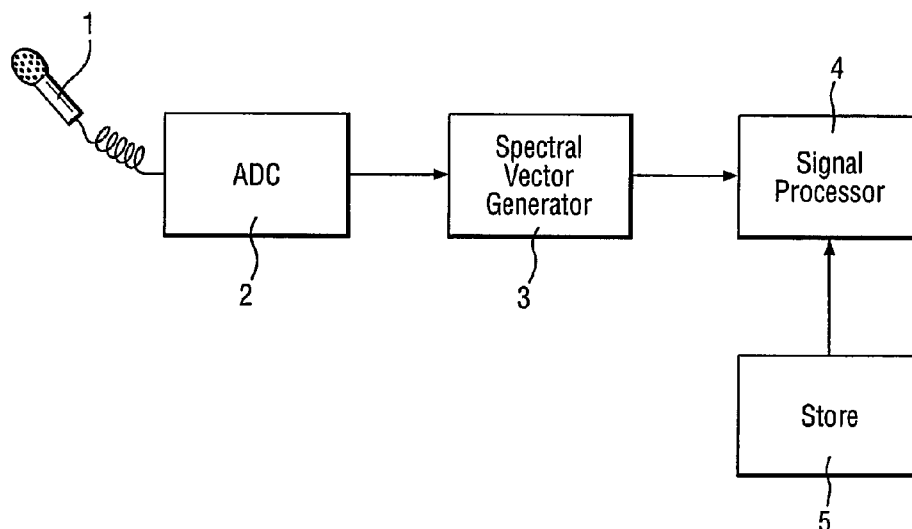 1
ADC
2
Spectral
Vector
Generator
3
4
Signal
Processor
Store
5